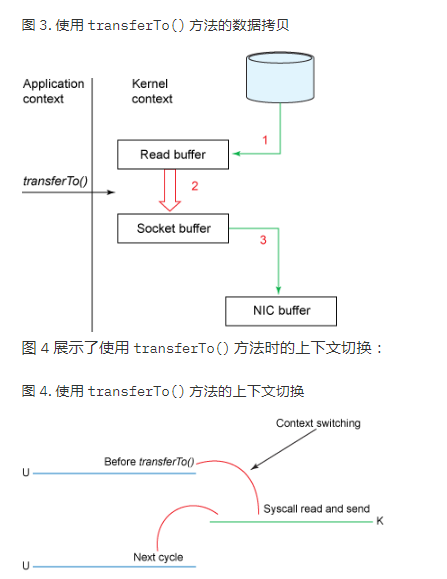 图 3. 使用 transferTo() 方法的数据拷贝
Application context
Kernel context
1
Read buffer
transferTo()
2
Socket buffer
3
NIC buffer
图 4 展示了使用 transferTo() 方法时的上下文切换：
图 4. 使用 transferTo() 方法的上下文切换
Context switching
Before transferTo()
U
Syscall read and send
K
Next cycle
U